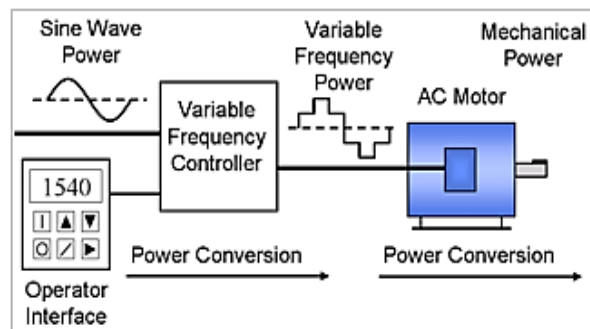 Sine Wave
Power
Variable
Frequency
Power
Mechanical
Power
AC Motor
Variable
Frequency
Controller
1540
Power Conversion
Power Conversion
Operator
Interface